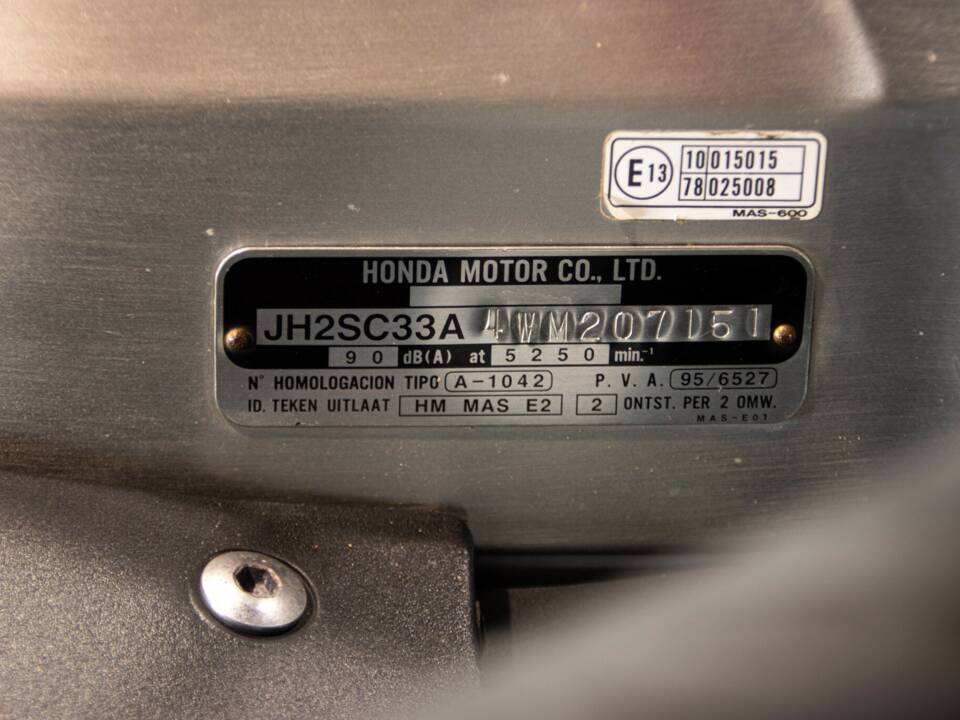 E13 10 015015
78 025008
MAS-600
HONDA MOTOR CO., LTD.
JH2SC33A 4WM207151
90 dB(A) at 5250 min.-1
N° HOMOLOGACION TIPO A-1042 P. V. A. 95/6527
ID. TEKEN UITLAAT HM MAS E2 2 ONTST. PER 2 OMW.
MAS-E01